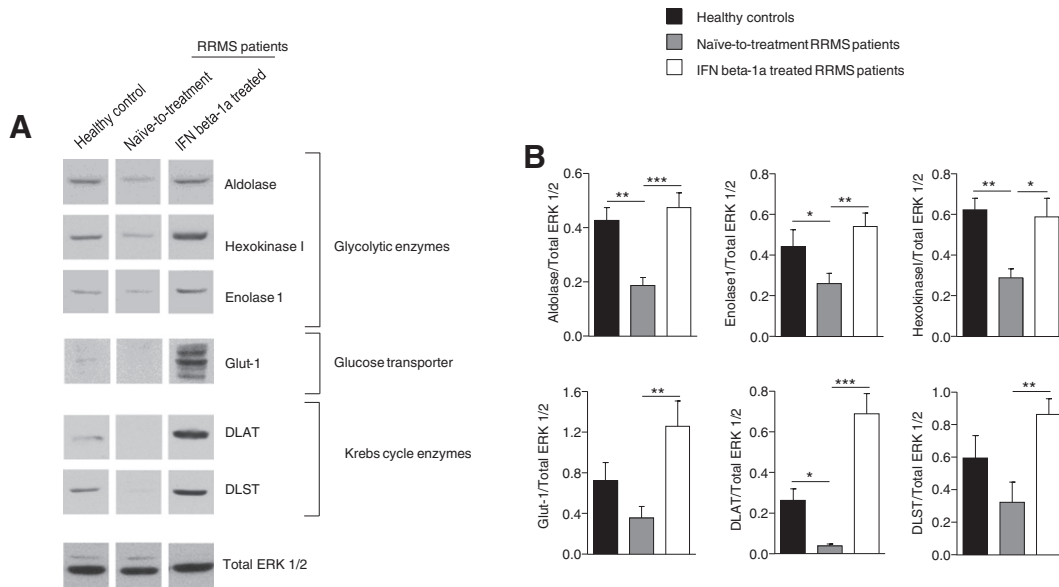 Healthy controls
Naïve-to-treatment RRMS patients
IFN beta-1a treated RRMS patients
A
RRMS patients
Healthy control
Naïve-to-treatment
IFN beta-1a treated
Aldolase
Hexokinase I
Enolase 1
Glycolytic enzymes
Glut-1
Glucose transporter
DLAT
DLST
Krebs cycle enzymes
Total ERK 1/2
B
Aldolase/Total ERK 1/2
0.6
0.4
0.2
0.0
**
***
Enolase1/Total ERK 1/2
0.8
0.6
0.4
0.2
0.0
*
**
HexokinaseI/Total ERK 1/2
0.8
0.6
0.4
0.2
0.0
**
*
Glut-1/Total ERK 1/2
1.6
1.2
0.8
0.4
0.0
**
DLAT/Total ERK 1/2
0.8
0.6
0.4
0.2
0.0
*
***
DLST/Total ERK 1/2
1.0
0.8
0.6
0.4
0.2
0.0
**